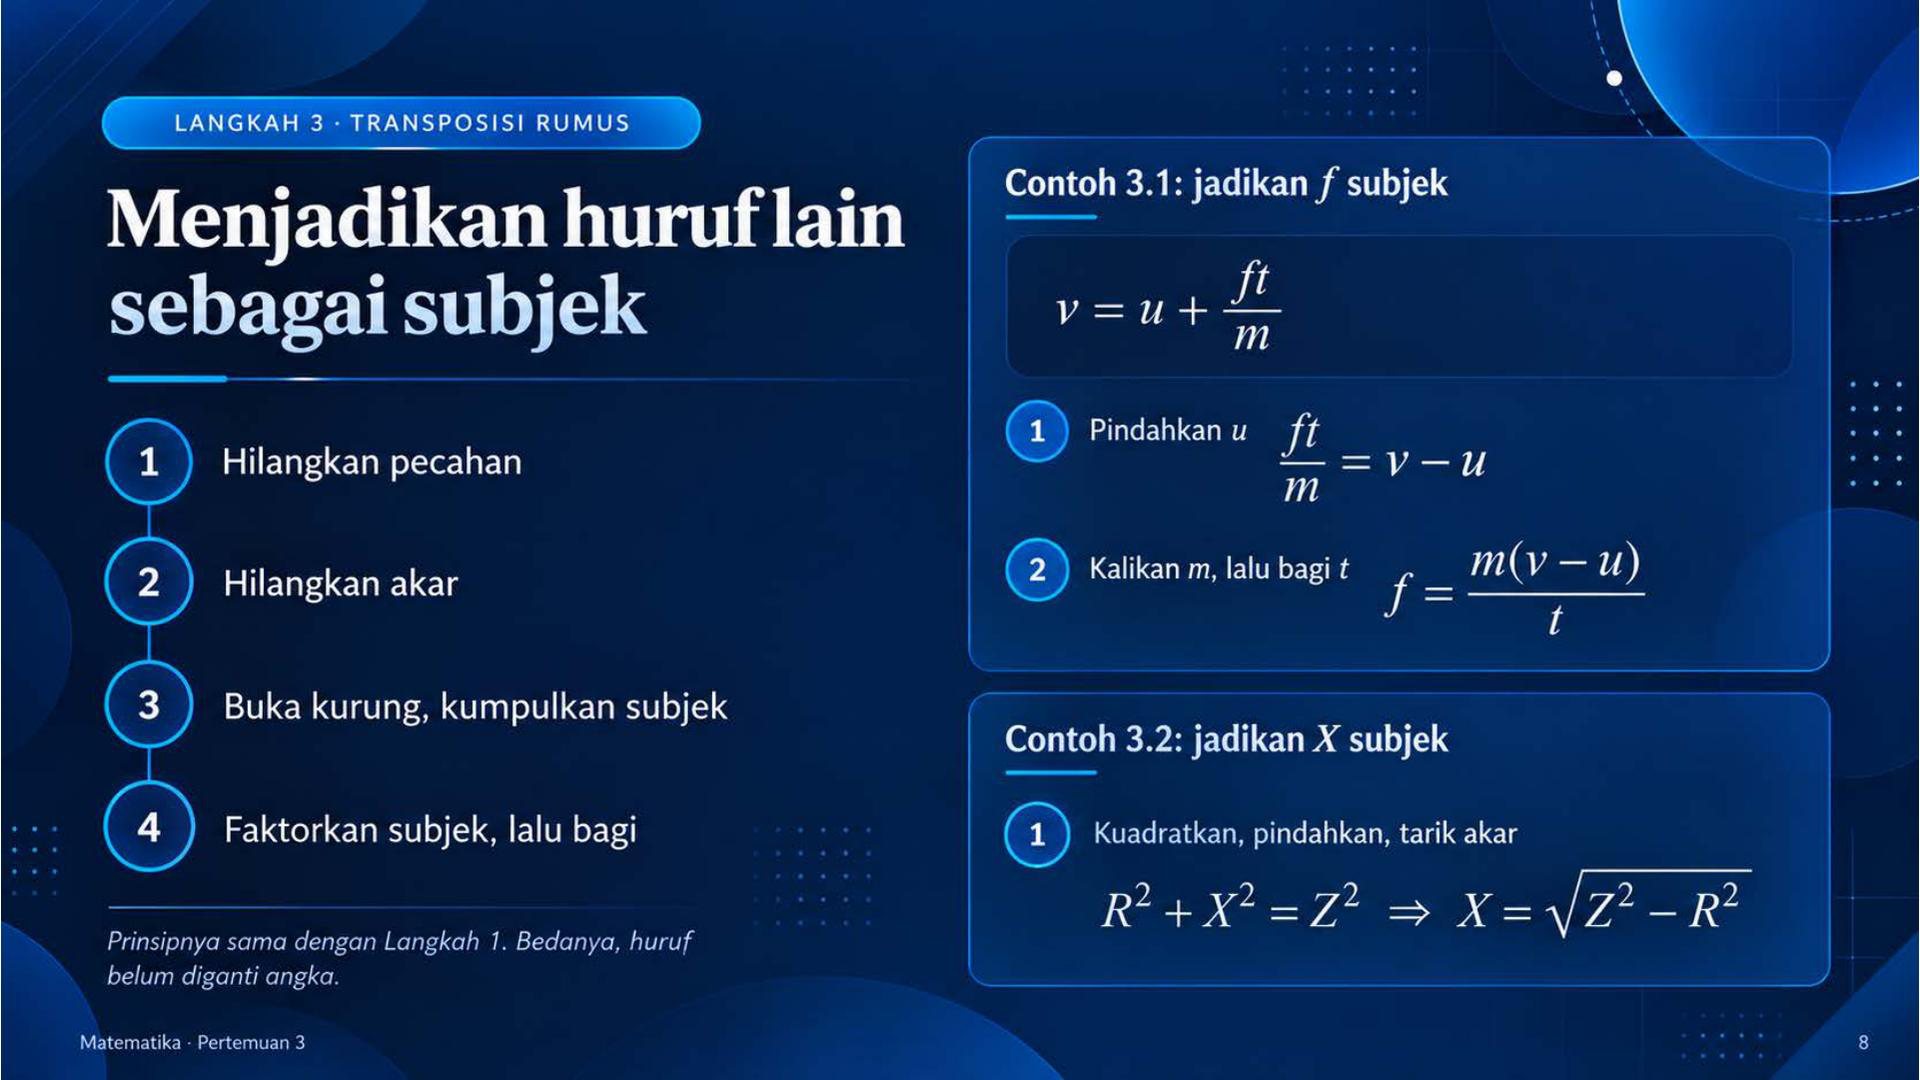 LANGKAH 3 · TRANSPOSISI RUMUS
Menjadikan huruf lain
sebagai subjek
1 Hilangkan pecahan
2 Hilangkan akar
3 Buka kurung, kumpulkan subjek
4 Faktorkan subjek, lalu bagi
Prinsipnya sama dengan Langkah 1. Bedanya, huruf
belum diganti angka.
Contoh 3.1: jadikan f subjek
v = u + ft/m
1 Pindahkan u ft/m = v − u
2 Kalikan m, lalu bagi t f = m(v − u)/t
Contoh 3.2: jadikan X subjek
1 Kuadratkan, pindahkan, tarik akar
R² + X² = Z² ⇒ X = √(Z² − R²)
Matematika · Pertemuan 3
8